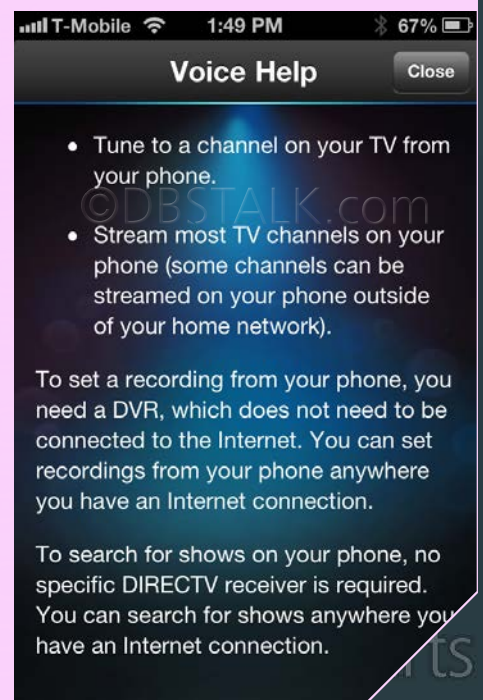 T-Mobile 1:49 PM 67%
Voice Help Close
• Tune to a channel on your TV from
your phone.
©DBSTALK.com
• Stream most TV channels on your
phone (some channels can be
streamed on your phone outside
of your home network).
To set a recording from your phone, you
need a DVR, which does not need to be
connected to the Internet. You can set
recordings from your phone anywhere
you have an Internet connection.
To search for shows on your phone, no
specific DIRECTV receiver is required.
You can search for shows anywhere you
have an Internet connection.